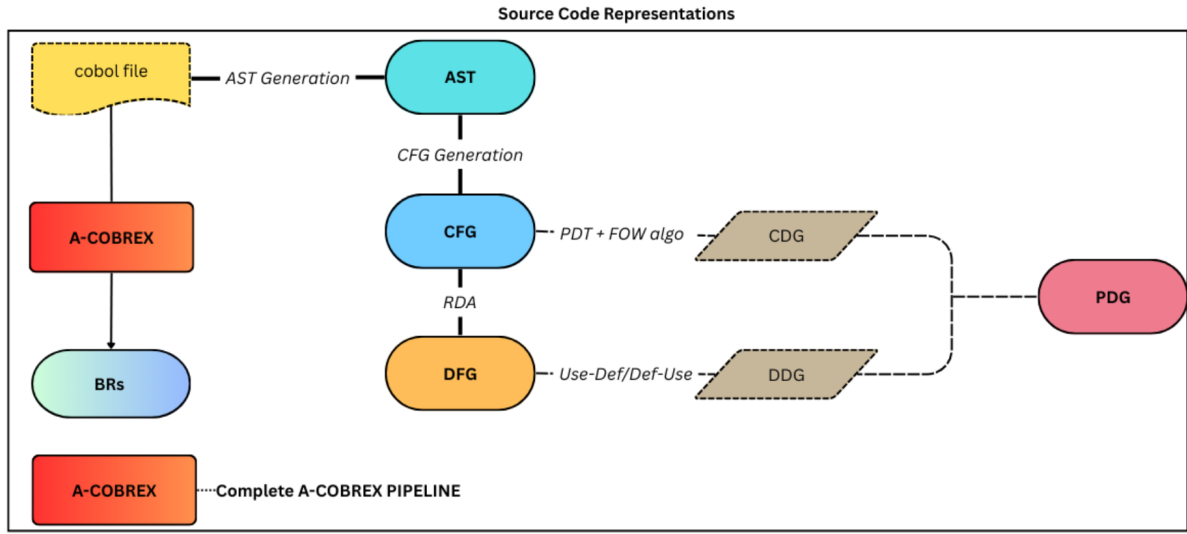 Source Code Representations
cobol file
AST Generation
AST
CFG Generation
A-COBREX
CFG
PDT + FOW algo
CDG
RDA
PDG
BRs
DFG
Use-Def/Def-Use
DDG
A-COBREX
Complete A-COBREX PIPELINE